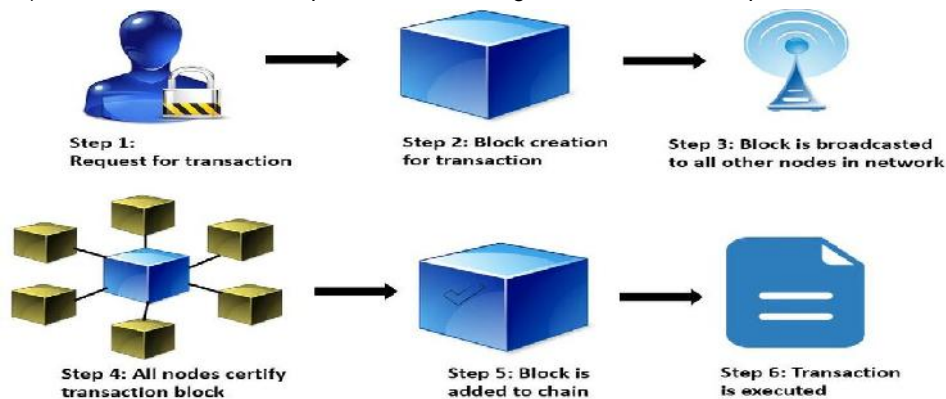 Step 1:
Request for transaction
Step 2: Block creation
for transaction
Step 3: Block is broadcasted
to all other nodes in network
Step 4: All nodes certify
transaction block
Step 5: Block is
added to chain
Step 6: Transaction
is executed